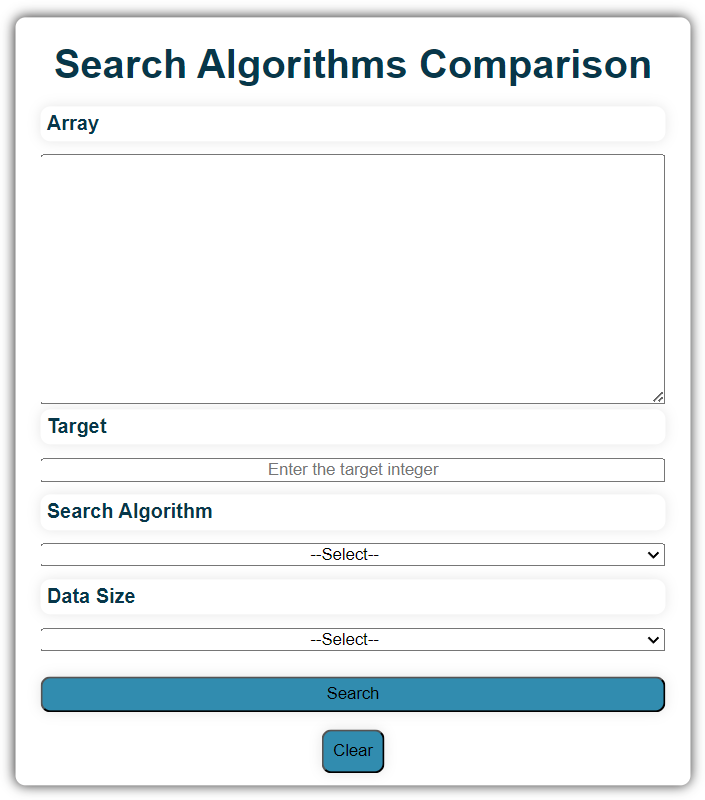 Search Algorithms Comparison
Array
Target
Enter the target integer
Search Algorithm
--Select--
Data Size
--Select--
Search
Clear